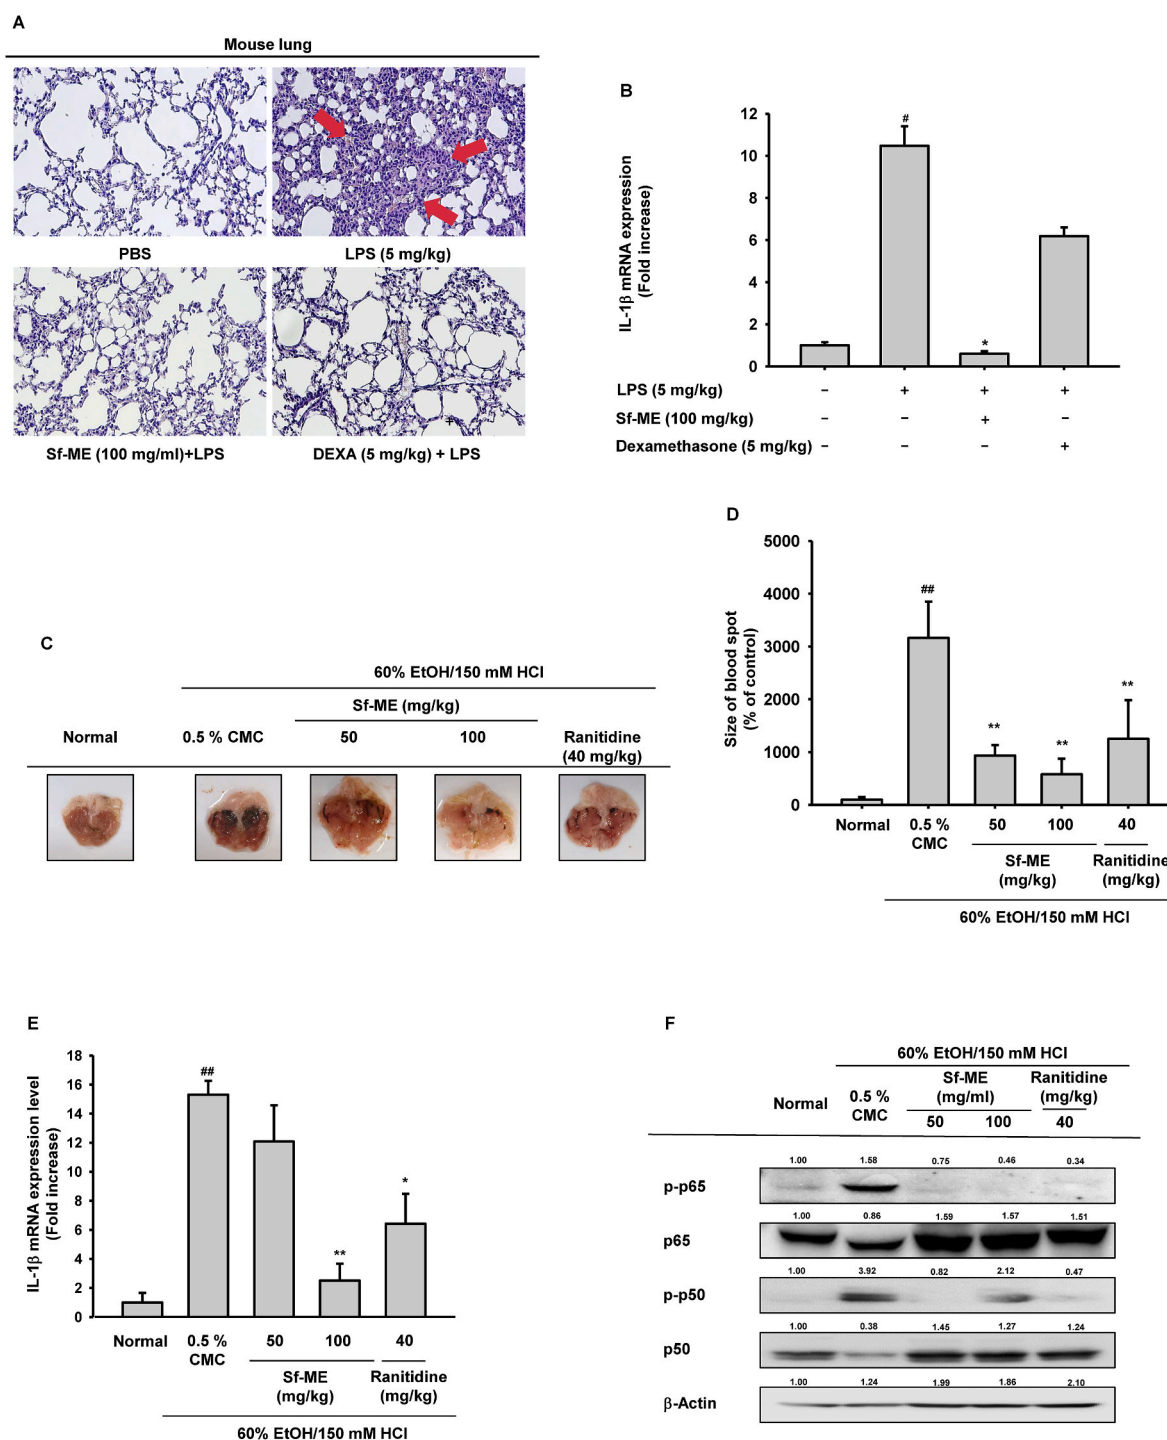 A
Mouse lung
PBS
LPS (5 mg/kg)
Sf-ME (100 mg/ml)+LPS
DEXA (5 mg/kg) + LPS
B
IL-1β mRNA expression
(Fold increase)
12
10
8
6
4
2
0
#
*
LPS (5 mg/kg) – + + +
Sf-ME (100 mg/kg) – – + –
Dexamethasone (5 mg/kg) – – – +
C
60% EtOH/150 mM HCl
Sf-ME (mg/kg)
Normal 0.5 % CMC 50 100 Ranitidine
(40 mg/kg)
D
Size of blood spot
(% of control)
5000
4000
3000
2000
1000
0
##
**
**
**
Normal 0.5 % 50 100 40
CMC
Sf-ME Ranitidine
(mg/kg) (mg/kg)
60% EtOH/150 mM HCl
E
IL-1β mRNA expression level
(Fold increase)
18
16
14
12
10
8
6
4
2
0
##
**
*
Normal 0.5 % 50 100 40
CMC
Sf-ME Ranitidine
(mg/kg) (mg/kg)
60% EtOH/150 mM HCl
F
60% EtOH/150 mM HCl
Sf-ME Ranitidine
Normal 0.5 % (mg/ml) (mg/kg)
CMC 50 100 40
1.00 1.58 0.75 0.46 0.34
p-p65
1.00 0.86 1.59 1.57 1.51
p65
1.00 3.92 0.82 2.12 0.47
p-p50
1.00 0.38 1.45 1.27 1.24
p50
1.00 1.24 1.99 1.86 2.10
β-Actin